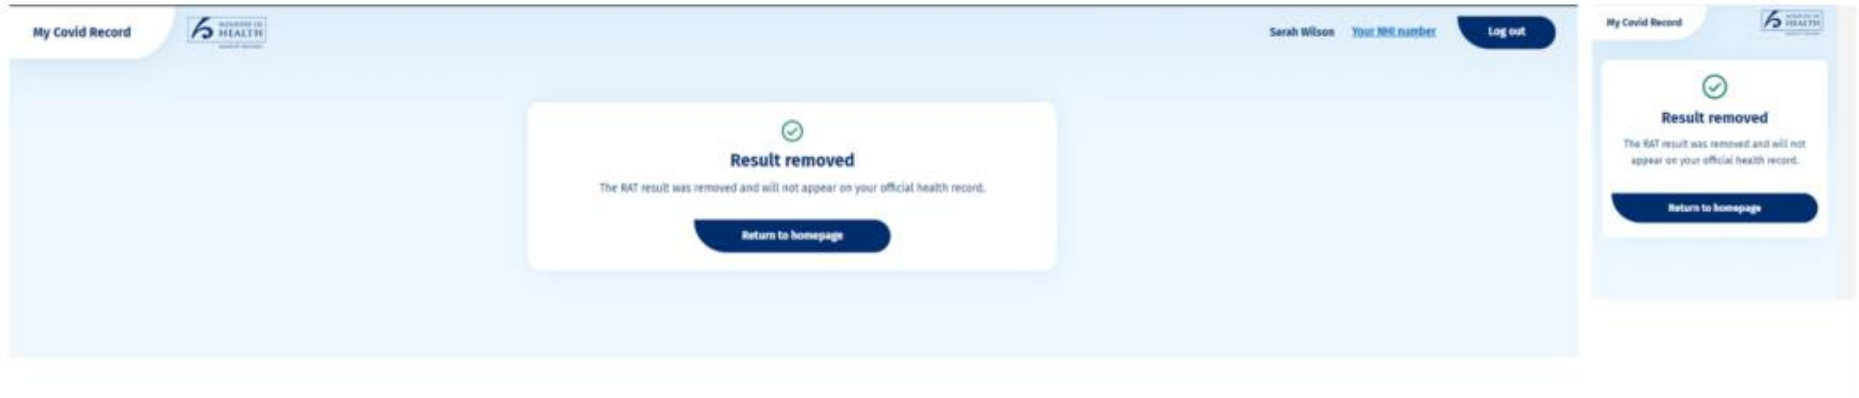 My Covid Record
MINISTRY OF
HEALTH
Sarah Wilson Your NHI number Log out
Result removed
The RAT result was removed and will not appear on your official health record.
Return to homepage
My Covid Record
HEALTH
Result removed
The RAT result was removed and will not
appear on your official health record.
Return to homepage